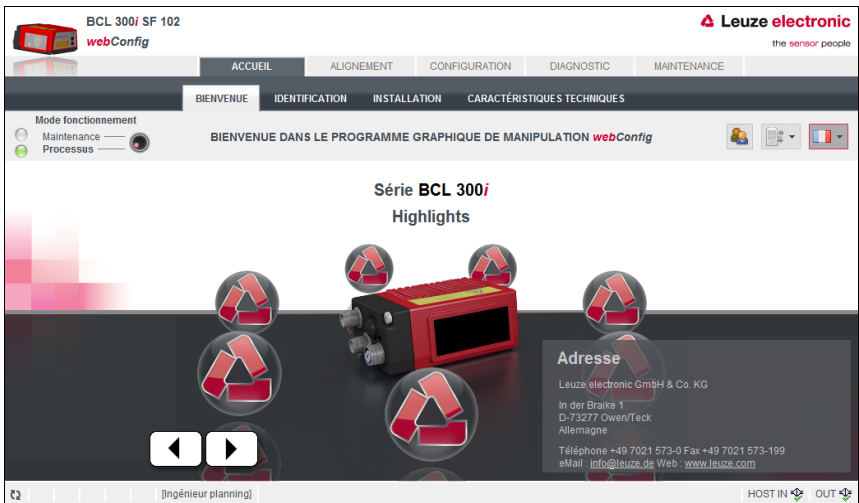 BCL 300i SF 102
webConfig
Leuze electronic
the sensor people
ACCUEIL ALIGNEMENT CONFIGURATION DIAGNOSTIC MAINTENANCE
BIENVENUE IDENTIFICATION INSTALLATION CARACTÉRISTIQUES TECHNIQUES
Mode fonctionnement
Maintenance
Processus
BIENVENUE DANS LE PROGRAMME GRAPHIQUE DE MANIPULATION webConfig
Série BCL 300i
Highlights
Adresse
Leuze electronic GmbH & Co. KG
In der Braike 1
D-73277 Owen/Teck
Allemagne
Téléphone +49 7021 573-0 Fax +49 7021 573-199
eMail : info@leuze.de Web : www.leuze.com
[Ingénieur planning]
HOST IN OUT